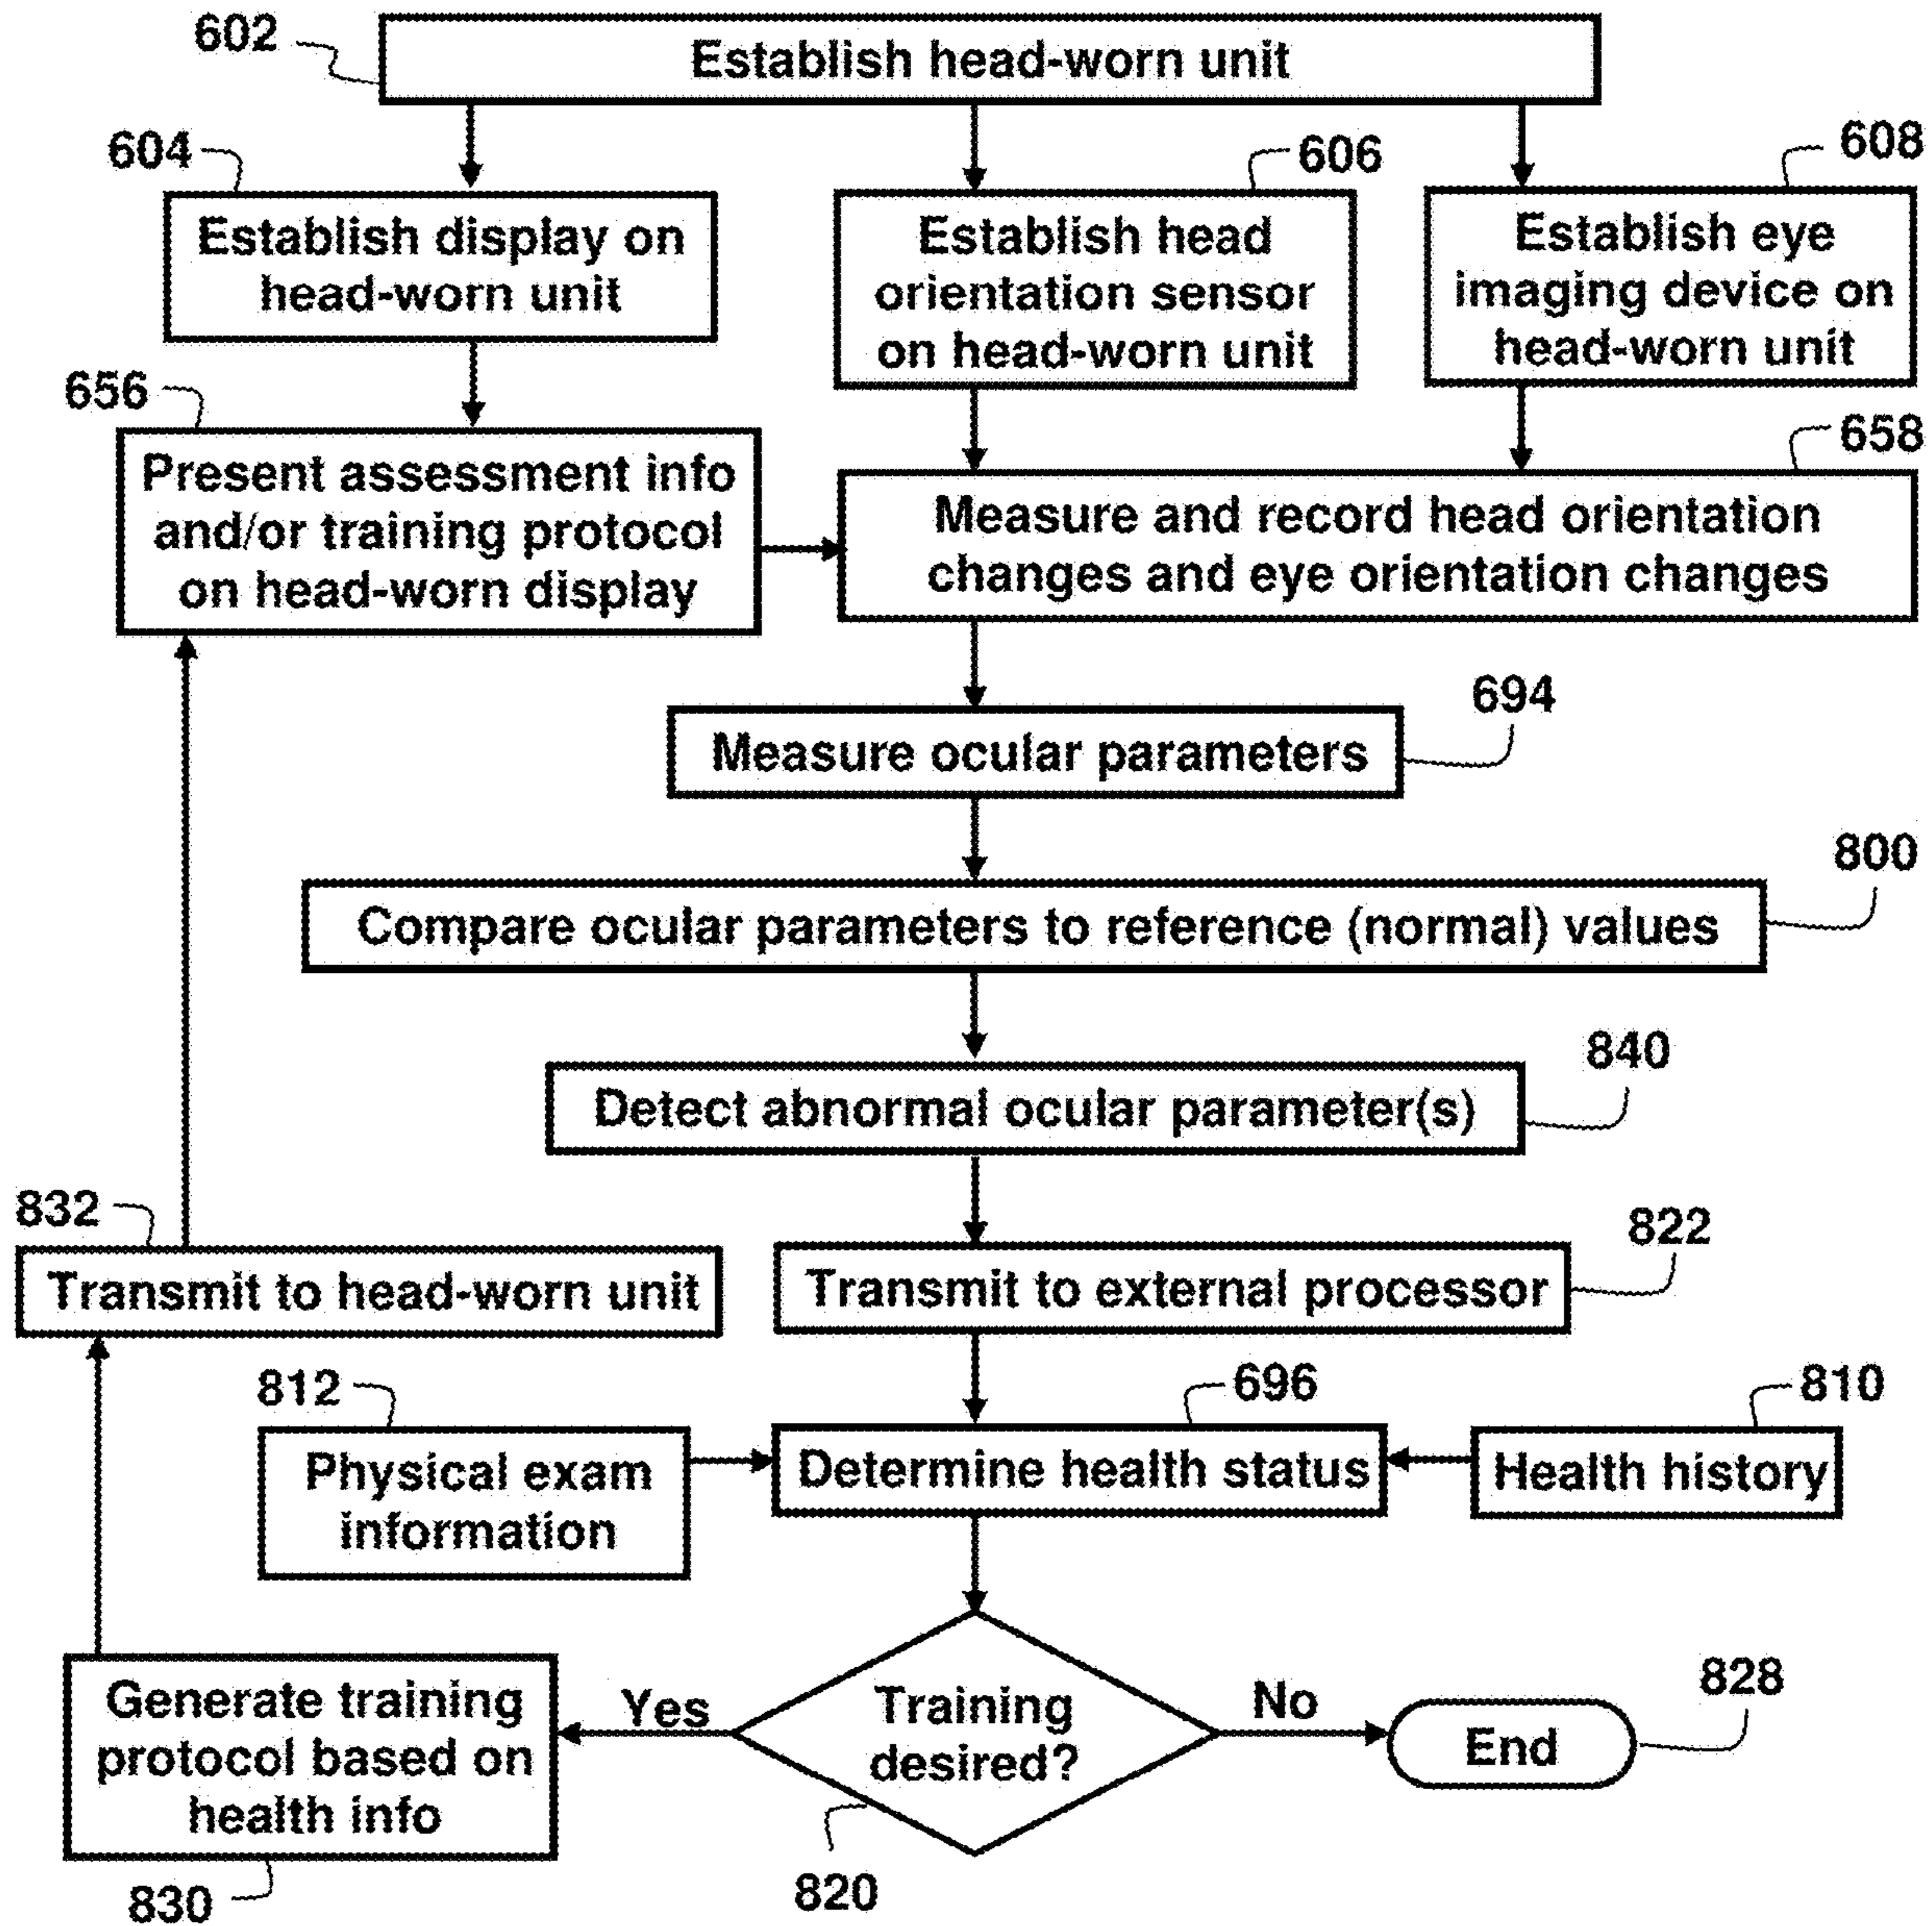 602
Establish head-worn unit
604
606
608
Establish display on
head-worn unit
Establish head
orientation sensor
on head-worn unit
Establish eye
imaging device on
head-worn unit
656
658
Present assessment info
and/or training protocol
on head-worn display
Measure and record head orientation
changes and eye orientation changes
694
Measure ocular parameters
800
Compare ocular parameters to reference (normal) values
840
Detect abnormal ocular parameter(s)
832
822
Transmit to head-worn unit
Transmit to external processor
812
696
810
Physical exam
information
Determine health status
Health history
Generate training
protocol based on
health info
Yes
Training
desired?
No
828
End
830
820